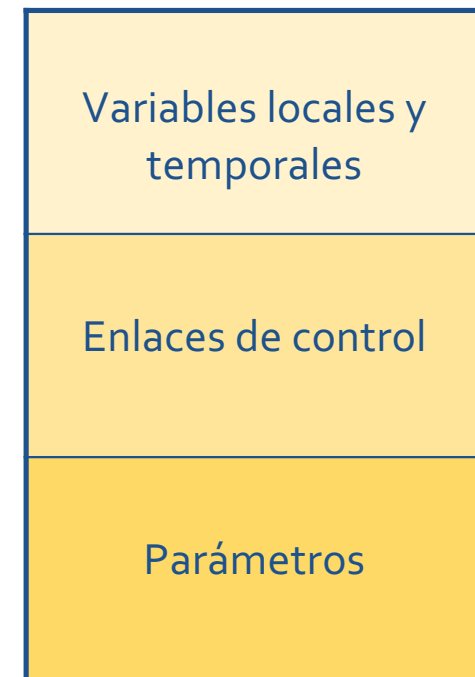 Variables locales y
temporales
Enlaces de control
Parámetros